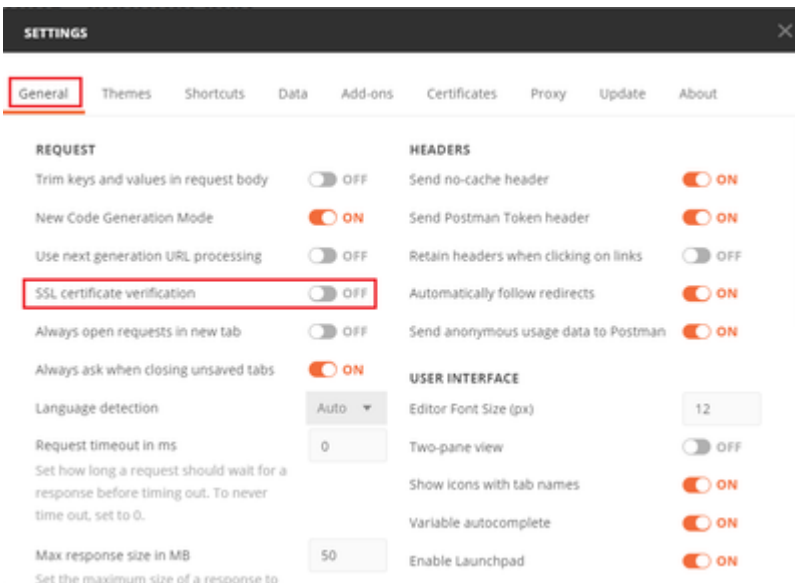 SETTINGS
General Themes Shortcuts Data Add-ons Certificates Proxy Update About
REQUEST
Trim keys and values in request body OFF
New Code Generation Mode ON
Use next generation URL processing OFF
SSL certificate verification OFF
Always open requests in new tab OFF
Always ask when closing unsaved tabs ON
Language detection Auto
Request timeout in ms 0
Set how long a request should wait for a
response before timing out. To never
time out, set to 0.
Max response size in MB 50
Set the maximum size of a response to
HEADERS
Send no-cache header ON
Send Postman Token header ON
Retain headers when clicking on links OFF
Automatically follow redirects ON
Send anonymous usage data to Postman ON
USER INTERFACE
Editor Font Size (px) 12
Two-pane view OFF
Show icons with tab names ON
Variable autocomplete ON
Enable Launchpad ON